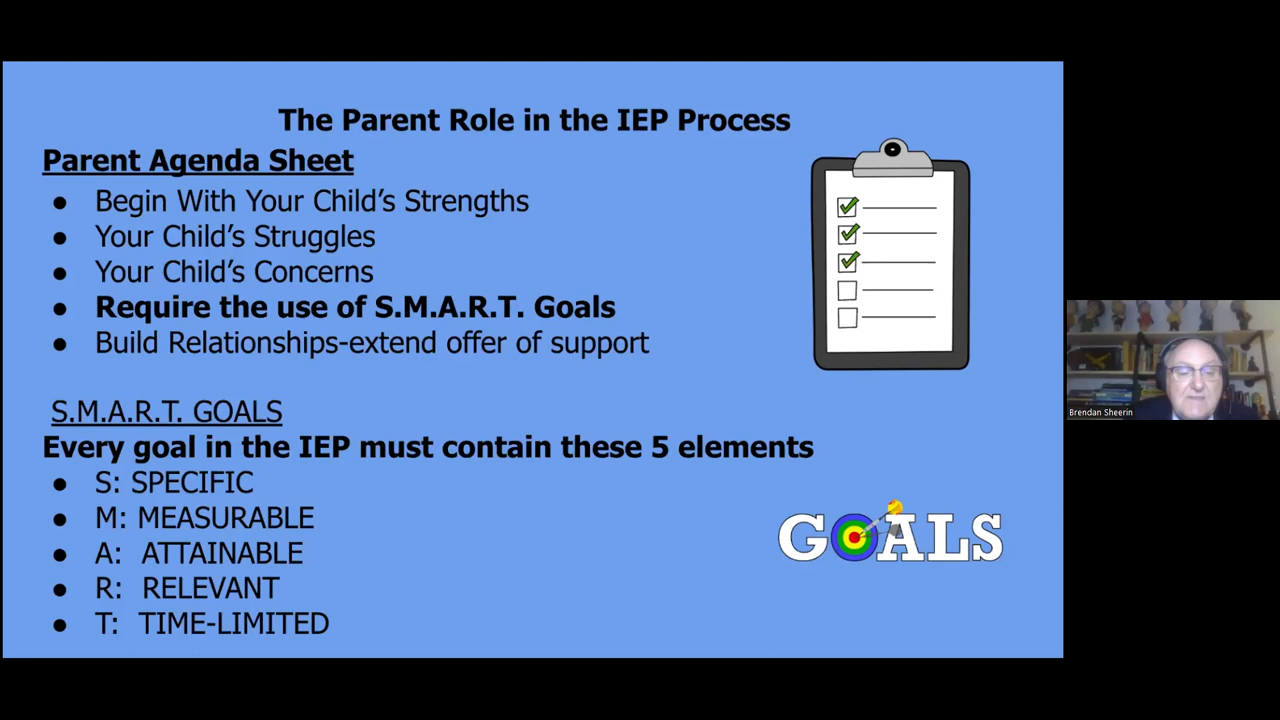 The Parent Role in the IEP Process
Parent Agenda Sheet
● Begin With Your Child's Strengths
● Your Child's Struggles
● Your Child's Concerns
● Require the use of S.M.A.R.T. Goals
● Build Relationships-extend offer of support
S.M.A.R.T. GOALS
Every goal in the IEP must contain these 5 elements
● S: SPECIFIC
● M: MEASURABLE
● A: ATTAINABLE
● R: RELEVANT
● T: TIME-LIMITED
GOALS
Brendan Sheerin